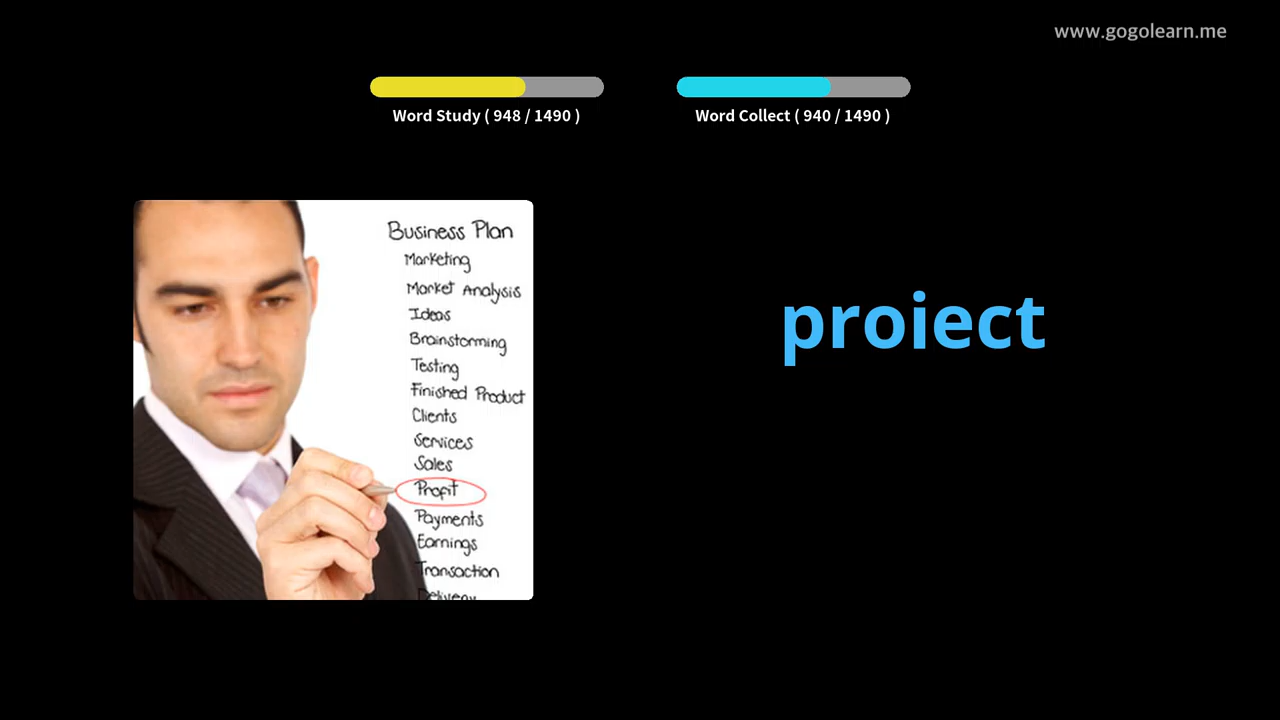 www.gogolearn.me
Word Study ( 948 / 1490 )
Word Collect ( 940 / 1490 )
Business Plan
Marketing
Market Analysis
Ideas
Brainstorming
Testing
Finished Product
Clients
Services
Sales
Profit
Payments
Earnings
Transaction
Delivery
proiect